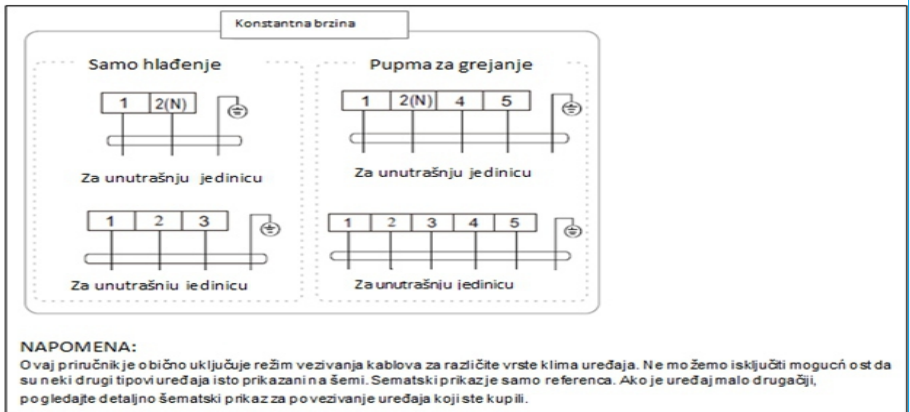 Konstantna brzina
Samo hlađenje
Pupma za grejanje
1 2(N)
1 2(N) 4 5
Za unutrašnju jedinicu
Za unutrašnju jedinicu
1 2 3
1 2 3 4 5
Za unutrašnju jedinicu
Za unutrašnju jedinicu
NAPOMENA:
Ovaj priručnik je obično uključuje režim vezivanja kablova za različite vrste klima uređaja. Ne možemo isključiti mogućnost da
su neki drugi tipovi uređaja isto prikazani na šemi. Sematski prikaz je samo referenca. Ako je uređaj malo drugačiji,
pogledajte detaljno šematski prikaz za povezivanje uređaja koji ste kupili.